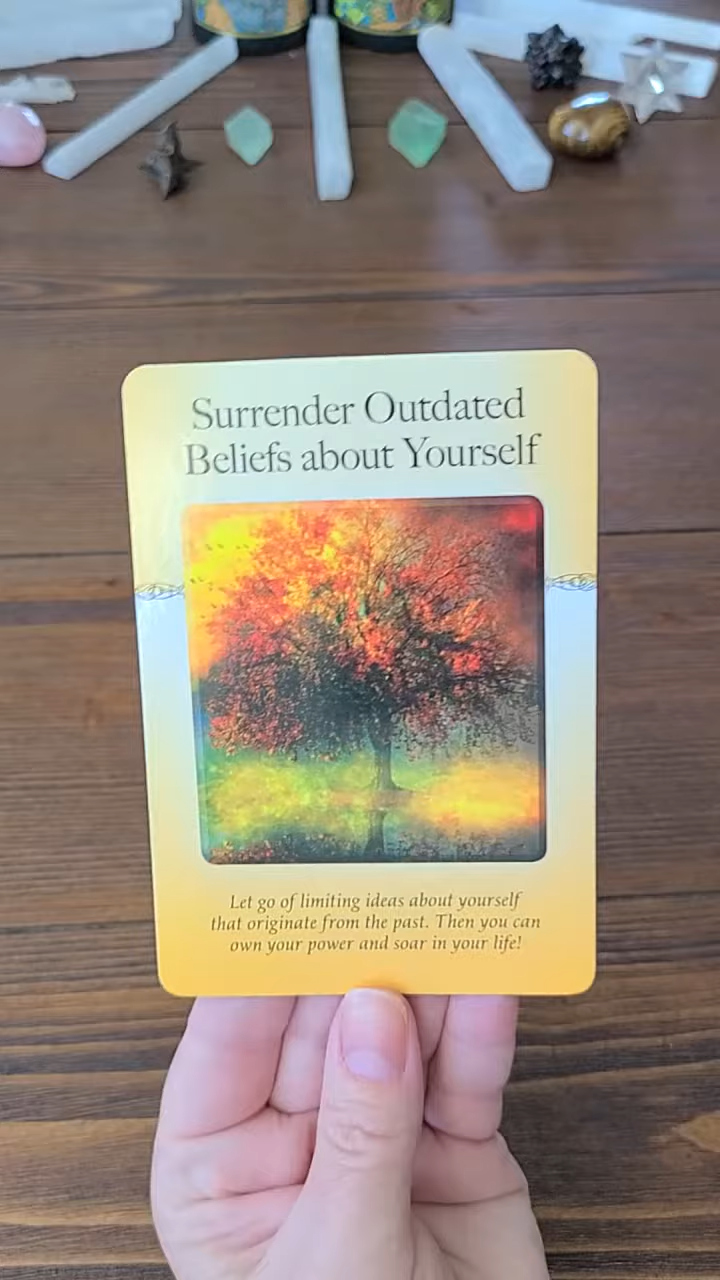 Surrender Outdated
Beliefs about Yourself
Let go of limiting ideas about yourself
that originate from the past. Then you can
own your power and soar in your life!